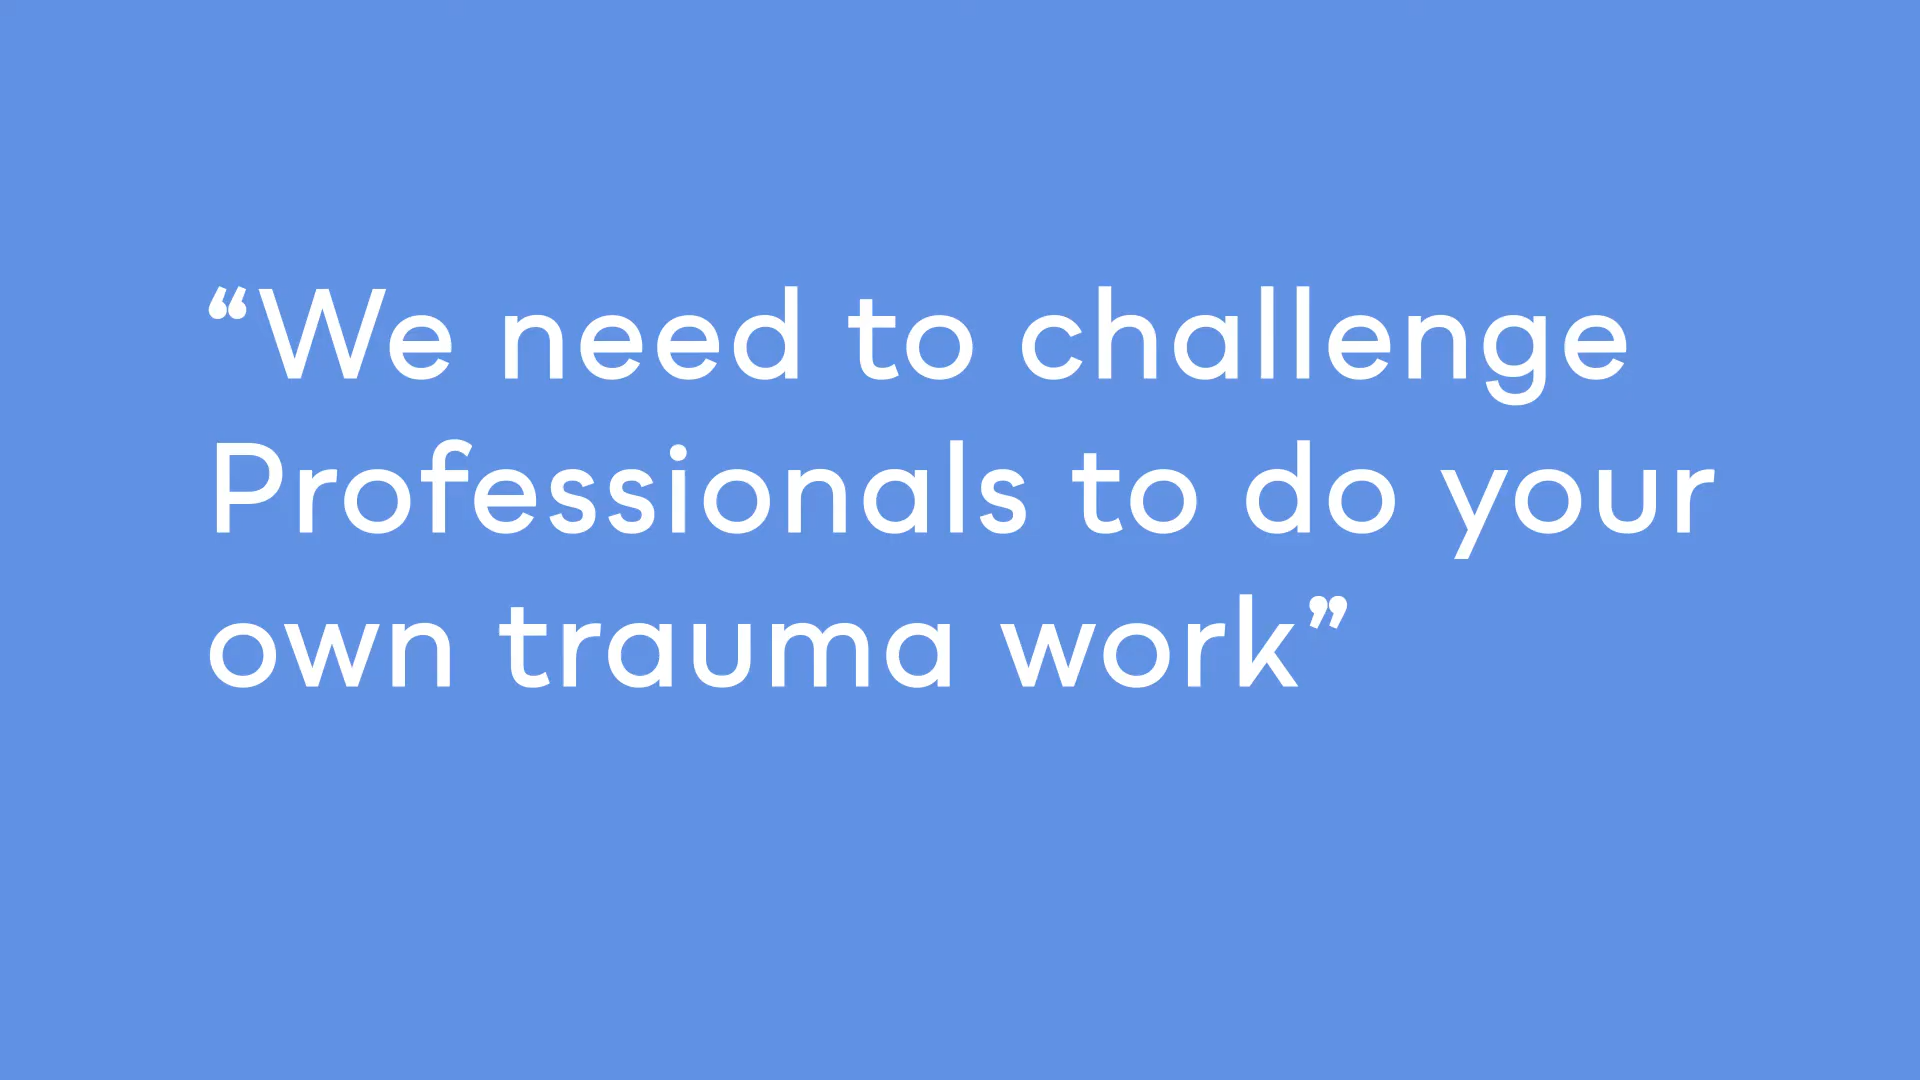 “We need to challenge
Professionals to do your
own trauma work”